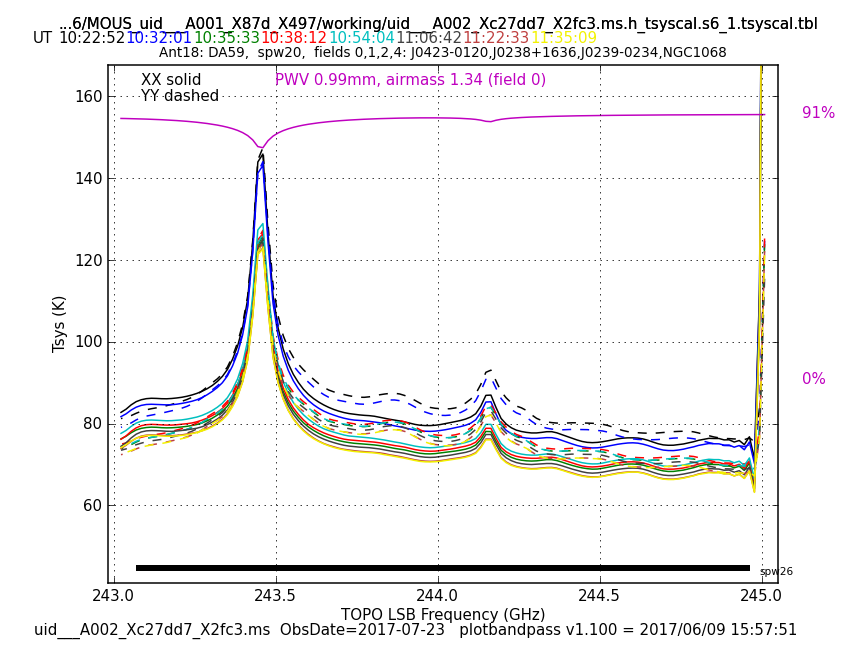 ...6/MOUS_uid___A001_X87d_X497/working/uid___A002_Xc27dd7_X2fc3.ms.h_tsyscal.s6_1.tsyscal.tbl
UT 10:22:52 10:32:01 10:35:33 10:38:12 10:54:04 11:06:42 11:22:33 11:35:09
Ant18: DA59, spw20, fields 0,1,2,4: J0423-0120,J0238+1636,J0239-0234,NGC1068
XX solid
PWV 0.99mm, airmass 1.34 (field 0)
YY dashed
91%
0%
160
140
120
100
80
60
Tsys (K)
spw26
243.0 243.5 244.0 244.5 245.0
TOPO LSB Frequency (GHz)
uid___A002_Xc27dd7_X2fc3.ms ObsDate=2017-07-23 plotbandpass v1.100 = 2017/06/09 15:57:51